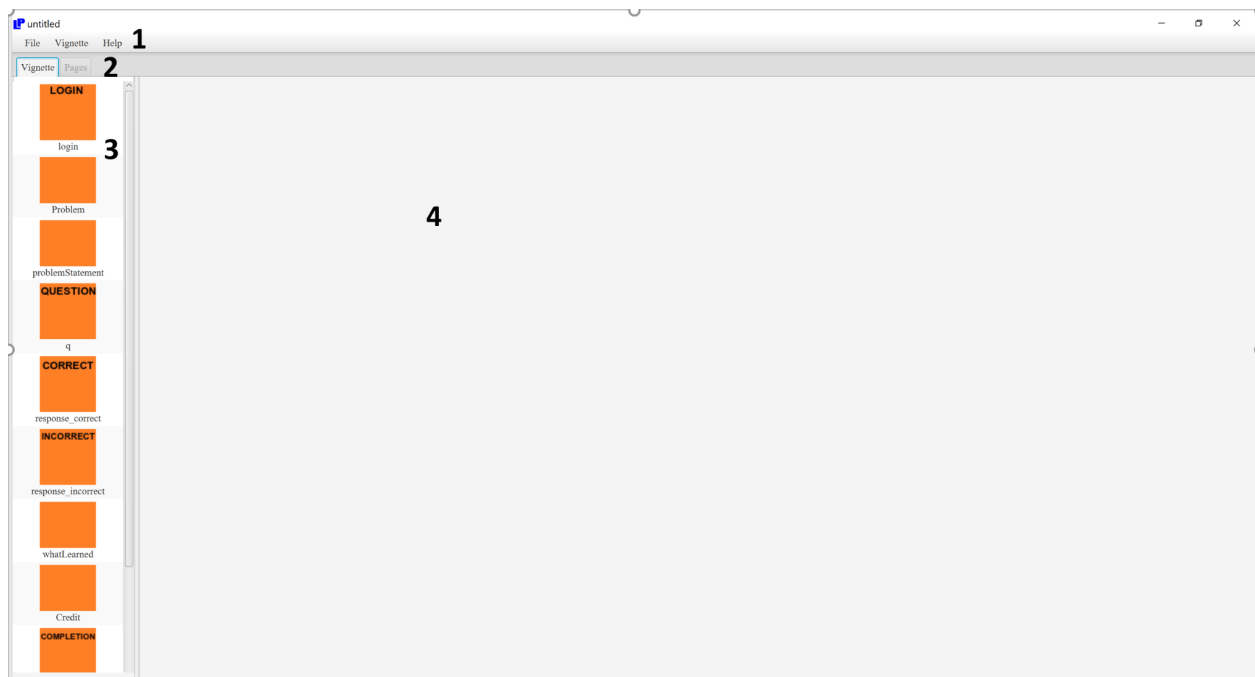 LP untitled
File Vignette Help 1
Vignette Pages 2
LOGIN
login
3
Problem
4
problemStatement
QUESTION
q
CORRECT
response_correct
INCORRECT
response_incorrect
whatLearned
Credit
COMPLETION